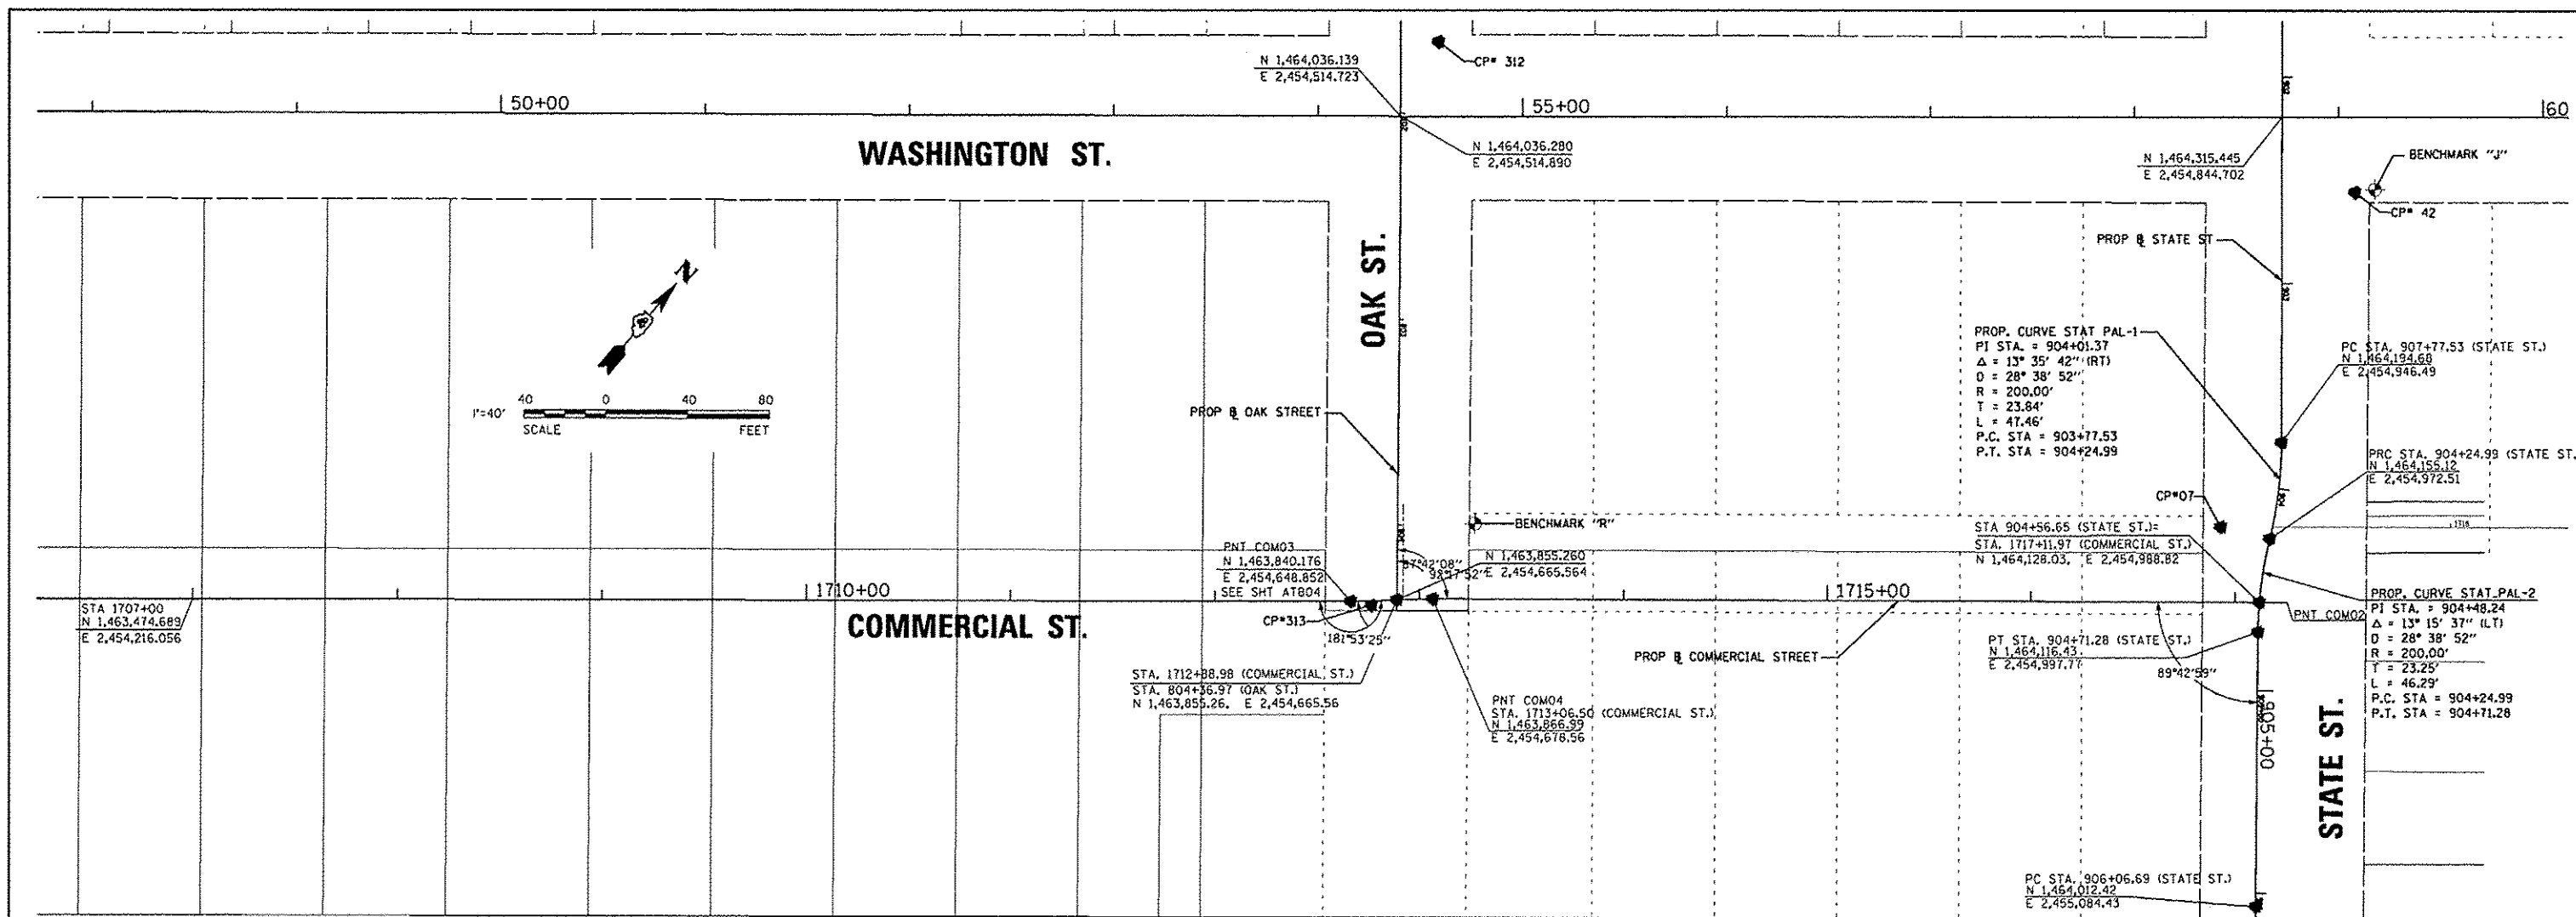 CP# 312
N 1,464,036.139
E 2,454,514.723
50+00
55+00
60
WASHINGTON ST.
N 1,464,036.280
E 2,454,514.890
N 1,464,315.445
E 2,454,844.702
BENCHMARK "J"
CP# 42
OAK ST.
PROP ℄ STATE ST
N
1"=40'
40 0 40 80
SCALE FEET
PROP. CURVE STAT PAL-1
PI STA. = 904+01.37
Δ = 13° 35' 42" (RT)
D = 28° 38' 52"
R = 200.00'
T = 23.84'
L = 47.46'
P.C. STA = 903+77.53
P.T. STA = 904+24.99
PC STA. 907+77.53 (STATE ST.)
N 1,464,194.68
E 2,454,946.49
PROP ℄ OAK STREET
PRC STA. 904+24.99 (STATE ST.
N 1,464,155.12
E 2,454,972.51
CP#07
BENCHMARK "R"
STA 904+56.65 (STATE ST.)=
STA. 1717+11.97 (COMMERCIAL ST.)
N 1,464,128.03, E 2,454,988.82
PNT COM03
N 1,463,840.176
E 2,454,648.852
SEE SHT AT804
87°42'08"
92°17'52"
N 1,463,855.260
E 2,454,665.564
1710+00
1715+00
STA 1707+00
N 1,463,474.689
E 2,454,216.056
COMMERCIAL ST.
CP#313
181°53'25"
PNT COM02
PROP. CURVE STAT_PAL-2
PI STA. = 904+48.24
Δ = 13° 15' 37" (LT)
D = 28° 38' 52"
R = 200.00'
T = 23.25'
L = 46.29'
P.C. STA = 904+24.99
P.T. STA = 904+71.28
PROP ℄ COMMERCIAL STREET
PT STA. 904+71.28 (STATE ST.)
N 1,464,116.43
E 2,454,997.77
89°42'59"
STA. 1712+88.98 (COMMERCIAL ST.)
STA. 804+36.97 (OAK ST.)
N 1,463,855.26, E 2,454,665.56
PNT COM04
STA. 1713+06.50 (COMMERCIAL ST.)
N 1,463,866.99
E 2,454,678.56
905+00
STATE ST.
PC STA. 906+06.69 (STATE ST.)
N 1,464,012.42
E 2,455,084.43